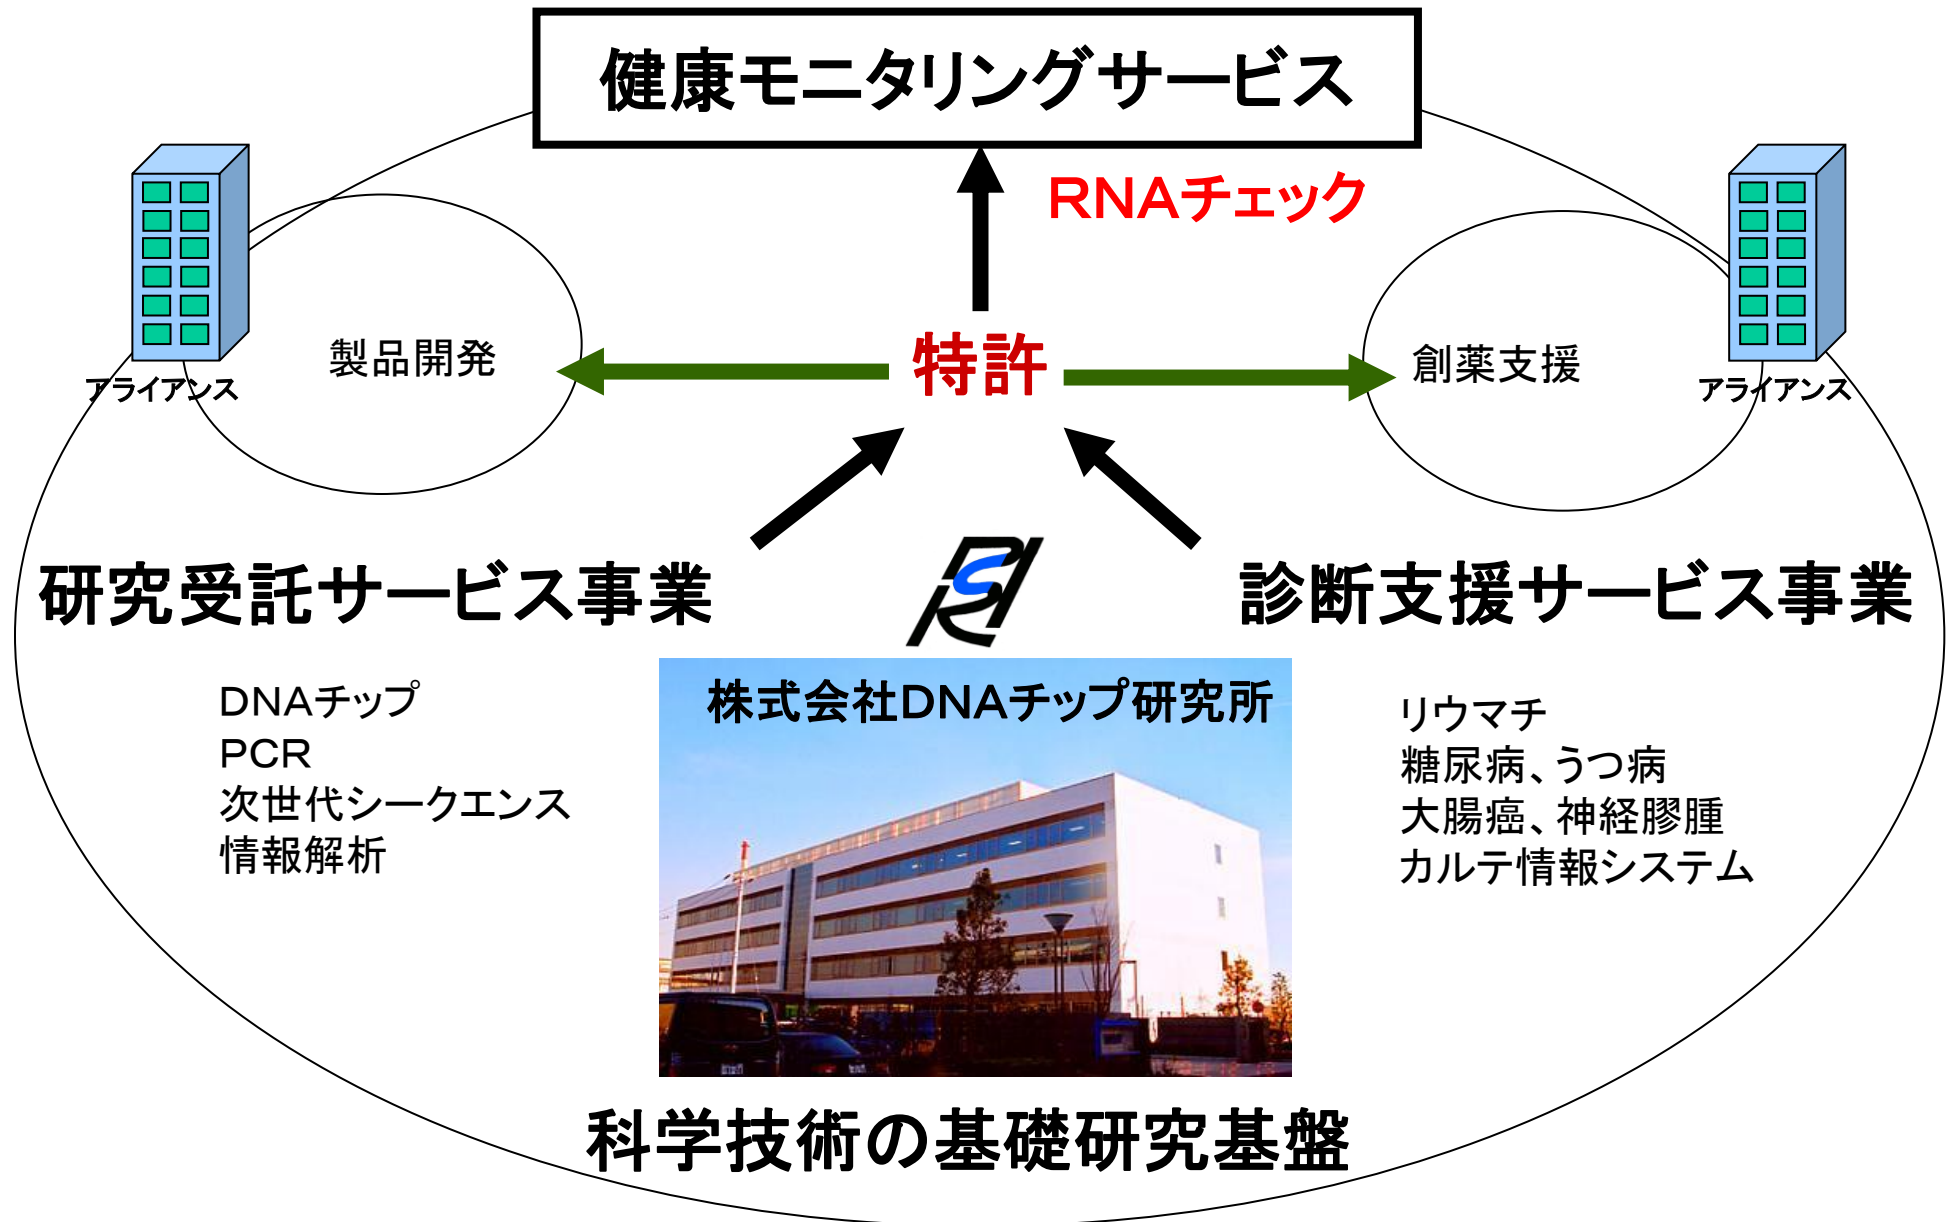 健康モニタリングサービス
RNAチェック
製品開発
特許
創薬支援
アライアンス
アライアンス
研究受託サービス事業
診断支援サービス事業
DNAチップ
PCR
次世代シークエンス
情報解析
株式会社DNAチップ研究所
リウマチ
糖尿病、うつ病
大腸癌、神経膠腫
カルテ情報システム
科学技術の基礎研究基盤